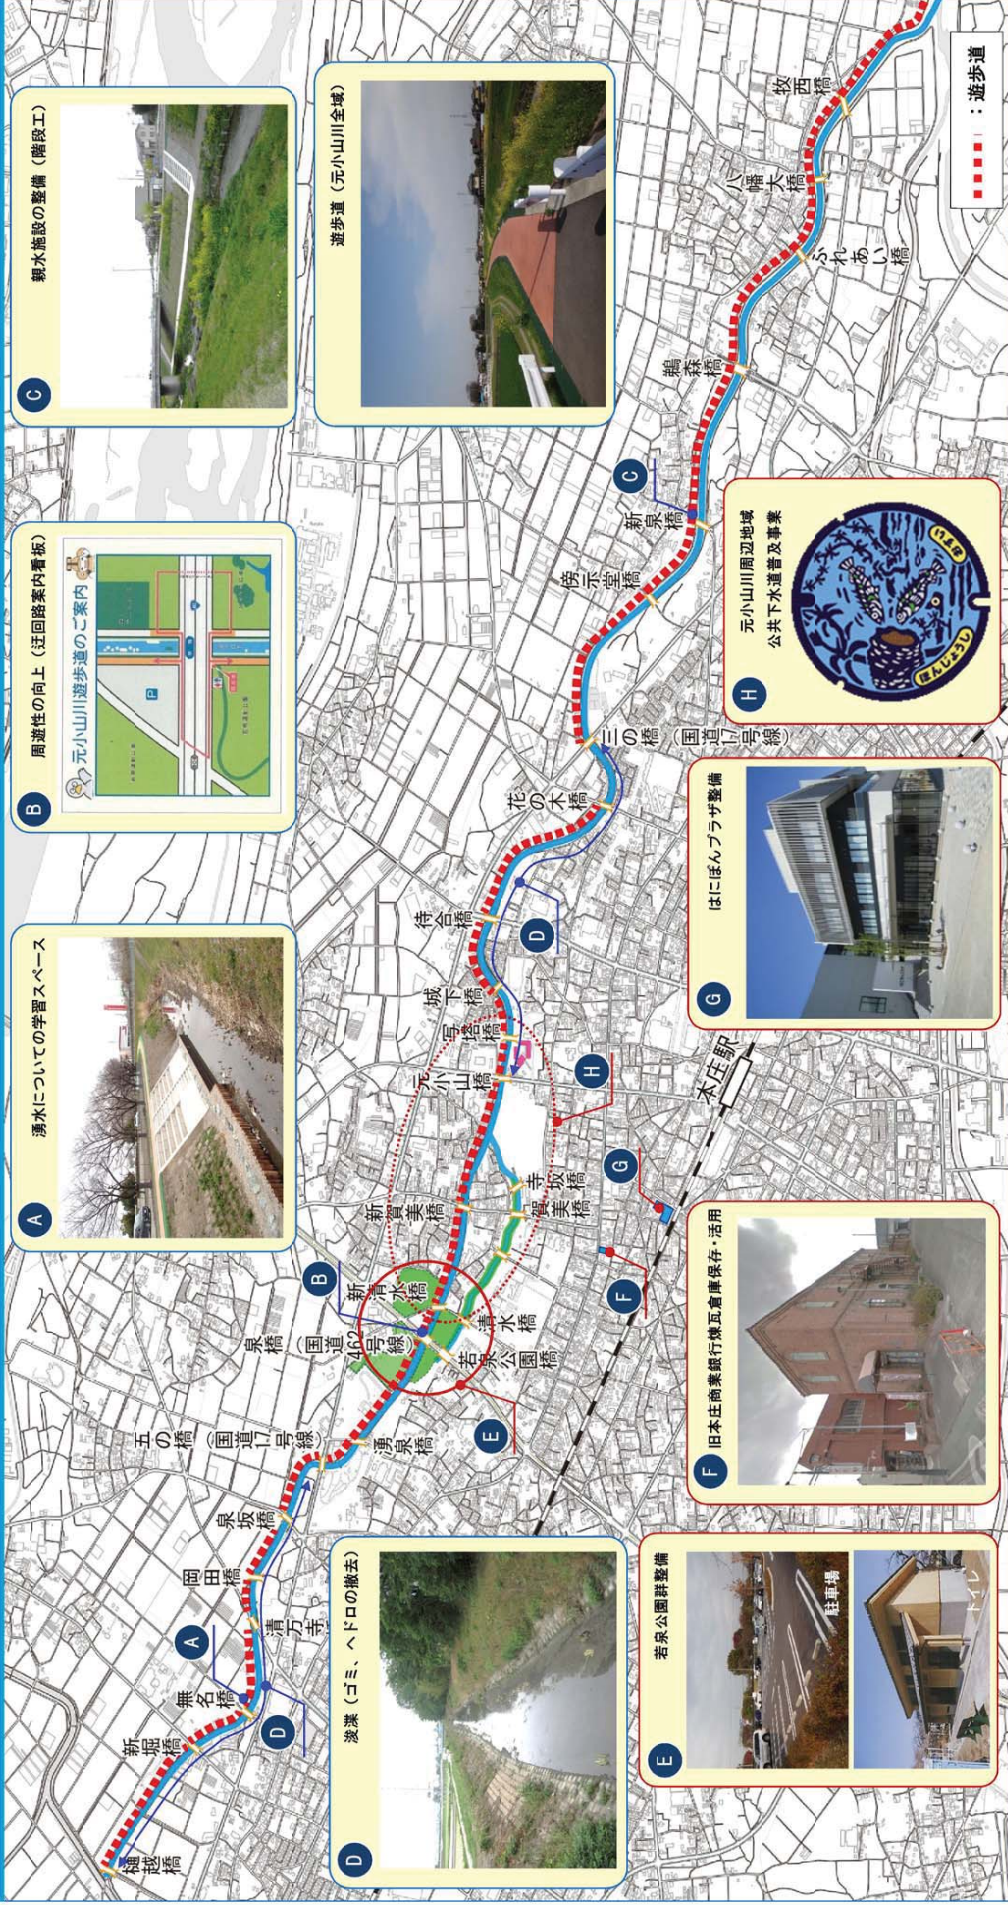 A
湧水についての学習スペース
B
周遊性の向上（迂回路案内看板）
元小山川遊歩道のご案内
P
C
親水施設の整備（階段工）
遊歩道（元小山川全域）
樋越橋
新堀橋
無名橋
A
D
清万寺
岡田橋
泉坂橋
五の橋（国道17号線）
湧泉橋
泉橋（国道462号線）
B
新清水橋
清水橋
若泉公園橋
E
新賀美橋
賀美橋
寺坂橋
元小山橋
写塔橋
城下橋
待合橋
H
D
花の木橋
三の橋（国道17号線）
傍示堂橋
新泉橋
C
鵜森橋
ふれあい橋
八幡大橋
牧西橋
F
G
本庄駅
：遊歩道
D
浚渫（ゴミ、ヘドロの撤去）
E
若泉公園群整備
駐車場
トイレ
F
旧本庄商業銀行煉瓦倉庫保存・活用
G
はにぽんプラザ整備
H
元小山川周辺地域
公共下水道普及事業
ほんじょうし
おすい